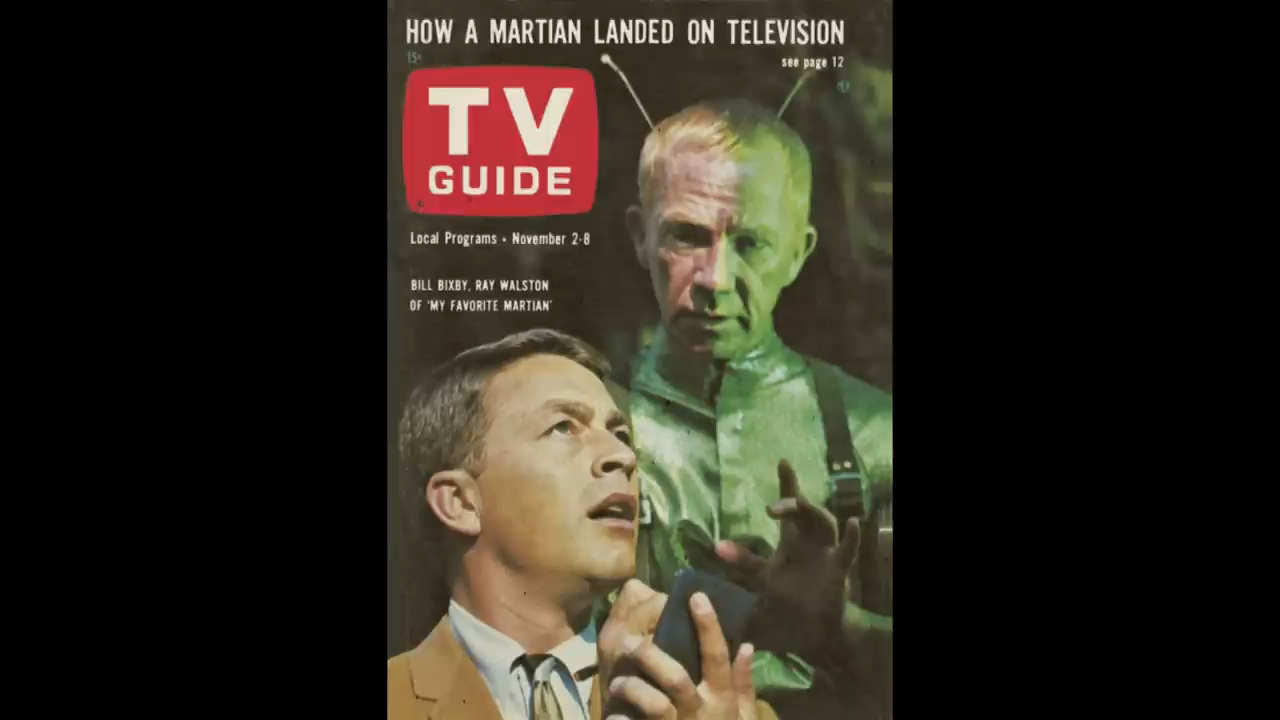 HOW A MARTIAN LANDED ON TELEVISION
15¢
see page 12
TV
GUIDE
Local Programs • November 2-8
BILL BIXBY, RAY WALSTON
OF 'MY FAVORITE MARTIAN'